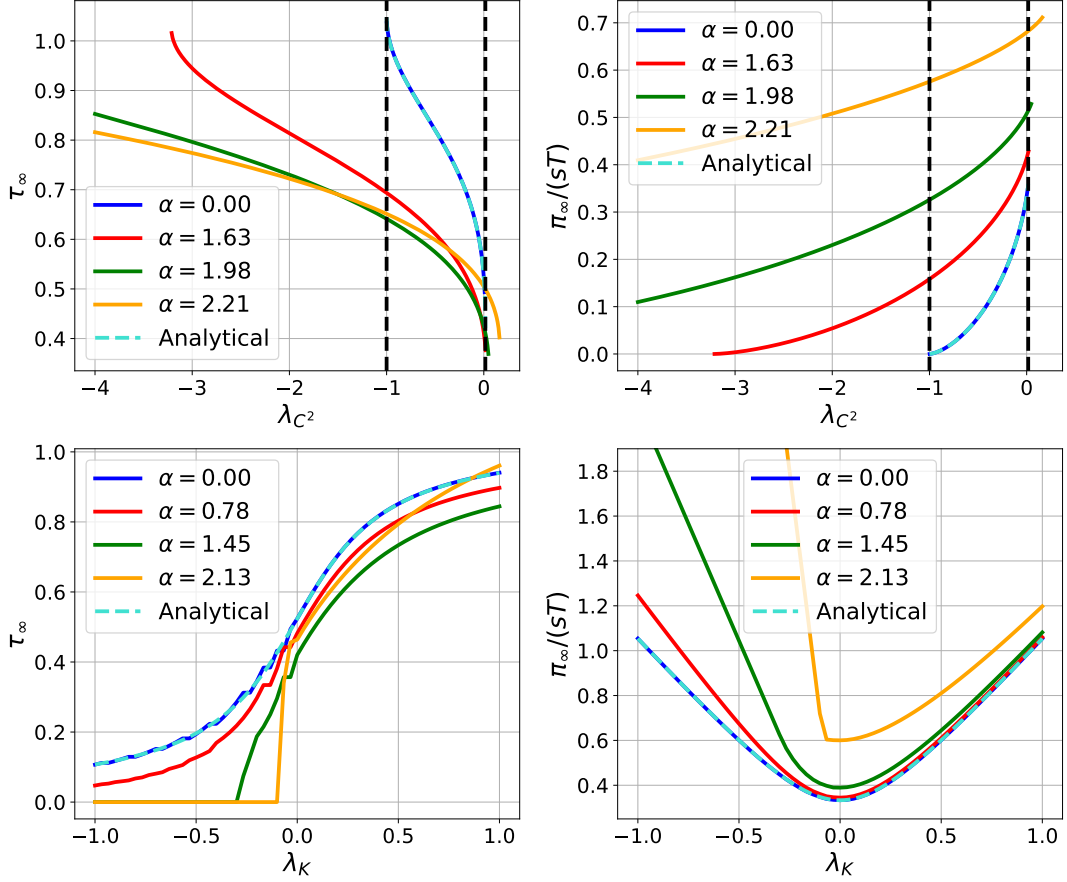 1.0
0.9
0.8
0.7
0.6
0.5
0.4
τ∞
α = 0.00
α = 1.63
α = 1.98
α = 2.21
Analytical
−4 −3 −2 −1 0
λ_{C²}
0.7
0.6
0.5
0.4
0.3
0.2
0.1
0.0
π∞/(sT)
α = 0.00
α = 1.63
α = 1.98
α = 2.21
Analytical
−4 −3 −2 −1 0
λ_{C²}
1.0
0.8
0.6
0.4
0.2
0.0
τ∞
α = 0.00
α = 0.78
α = 1.45
α = 2.13
Analytical
−1.0 −0.5 0.0 0.5 1.0
λ_K
1.8
1.6
1.4
1.2
1.0
0.8
0.6
0.4
π∞/(sT)
α = 0.00
α = 0.78
α = 1.45
α = 2.13
Analytical
−1.0 −0.5 0.0 0.5 1.0
λ_K